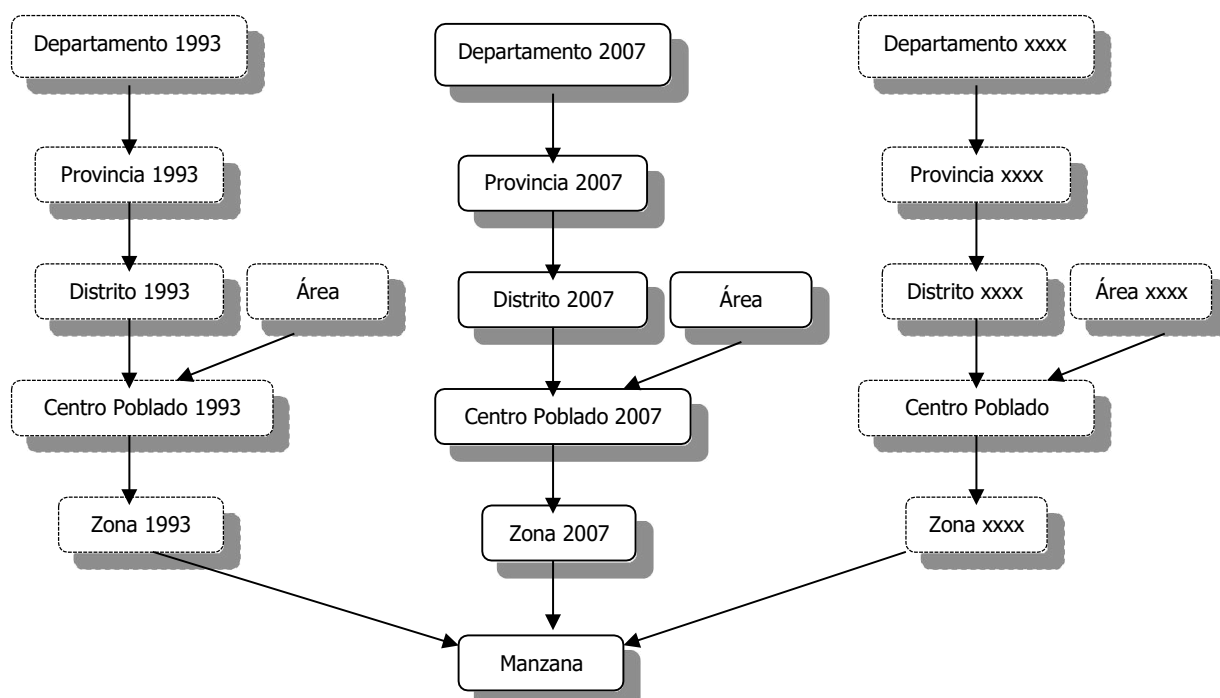 Departamento 1993
Departamento 2007
Departamento xxxx
Provincia 1993
Provincia 2007
Provincia xxxx
Distrito 1993
Área
Distrito 2007
Área
Distrito xxxx
Área xxxx
Centro Poblado 1993
Centro Poblado 2007
Centro Poblado
Zona 1993
Zona 2007
Zona xxxx
Manzana